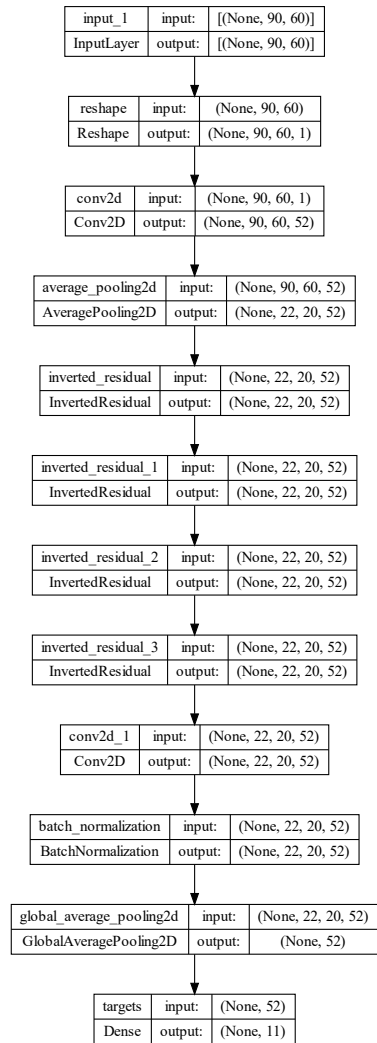 input_1 input: [(None, 90, 60)]
InputLayer output: [(None, 90, 60)]
reshape input: (None, 90, 60)
Reshape output: (None, 90, 60, 1)
conv2d input: (None, 90, 60, 1)
Conv2D output: (None, 90, 60, 52)
average_pooling2d input: (None, 90, 60, 52)
AveragePooling2D output: (None, 22, 20, 52)
inverted_residual input: (None, 22, 20, 52)
InvertedResidual output: (None, 22, 20, 52)
inverted_residual_1 input: (None, 22, 20, 52)
InvertedResidual output: (None, 22, 20, 52)
inverted_residual_2 input: (None, 22, 20, 52)
InvertedResidual output: (None, 22, 20, 52)
inverted_residual_3 input: (None, 22, 20, 52)
InvertedResidual output: (None, 22, 20, 52)
conv2d_1 input: (None, 22, 20, 52)
Conv2D output: (None, 22, 20, 52)
batch_normalization input: (None, 22, 20, 52)
BatchNormalization output: (None, 22, 20, 52)
global_average_pooling2d input: (None, 22, 20, 52)
GlobalAveragePooling2D output: (None, 52)
targets input: (None, 52)
Dense output: (None, 11)